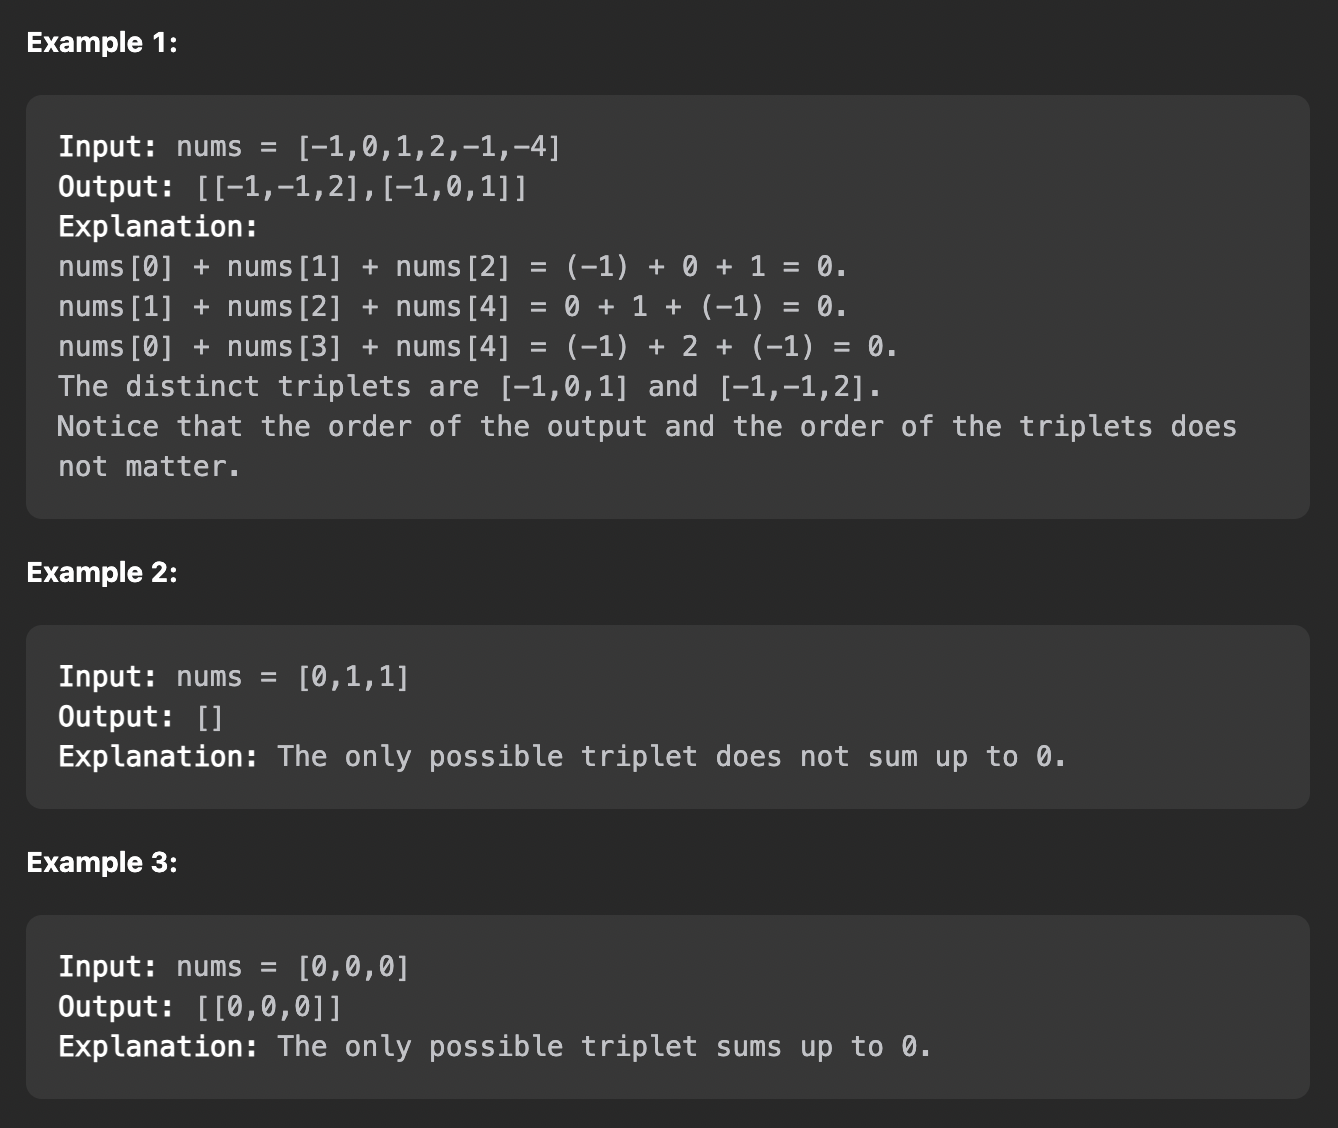 Example 1:
Input: nums = [-1,0,1,2,-1,-4]
Output: [[-1,-1,2],[-1,0,1]]
Explanation:
nums[0] + nums[1] + nums[2] = (-1) + 0 + 1 = 0.
nums[1] + nums[2] + nums[4] = 0 + 1 + (-1) = 0.
nums[0] + nums[3] + nums[4] = (-1) + 2 + (-1) = 0.
The distinct triplets are [-1,0,1] and [-1,-1,2].
Notice that the order of the output and the order of the triplets does
not matter.
Example 2:
Input: nums = [0,1,1]
Output: []
Explanation: The only possible triplet does not sum up to 0.
Example 3:
Input: nums = [0,0,0]
Output: [[0,0,0]]
Explanation: The only possible triplet sums up to 0.